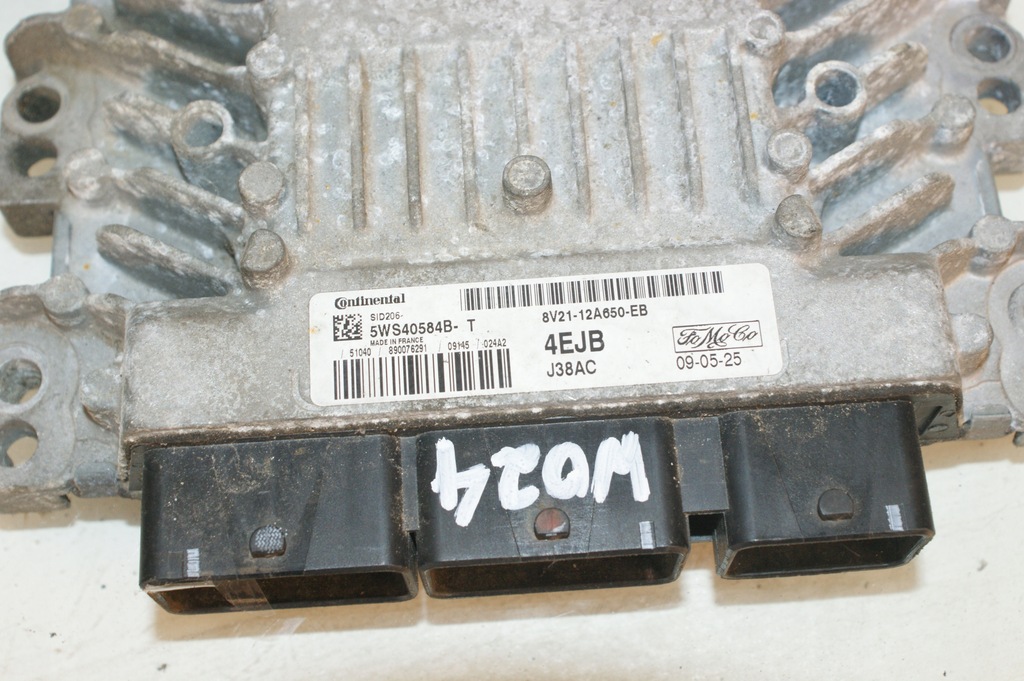 Continental
SID206-
5WS40584B- T
MADE IN FRANCE
/ 51040 / 890076291 / 09145 /024A2
8V21-12A650-EB
4EJB
J38AC
FoMoCo
09-05-25
W024